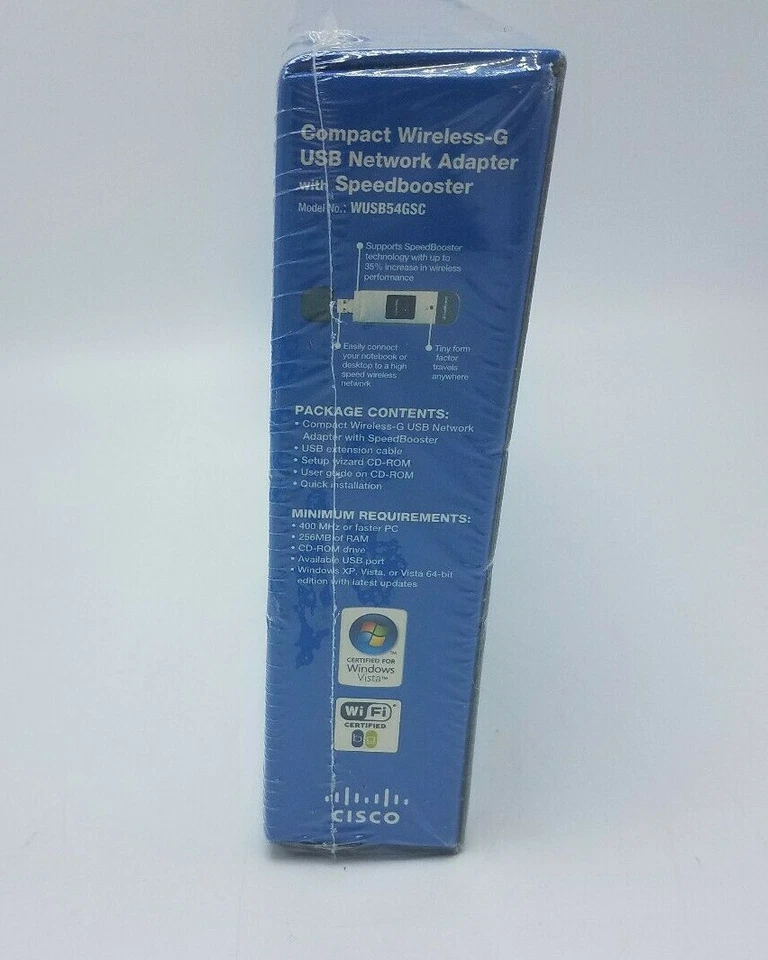 Compact Wireless-G
USB Network Adapter
with Speedbooster
Model No.: WUSB54GSC
Supports SpeedBooster
technology with up to
35% increase in wireless
performance
Easily connect
your notebook or
desktop to a high
speed wireless
network
Tiny form
factor
travels
anywhere
PACKAGE CONTENTS:
• Compact Wireless-G USB Network
Adapter with SpeedBooster
• USB extension cable
• Setup wizard CD-ROM
• User guide on CD-ROM
• Quick installation
MINIMUM REQUIREMENTS:
• 400 MHz or faster PC
• 256MB of RAM
• CD-ROM drive
• Available USB port
• Windows XP, Vista, or Vista 64-bit
edition with latest updates
CERTIFIED FOR
Windows
Vista™
Wi Fi
CERTIFIED
b g
CISCO